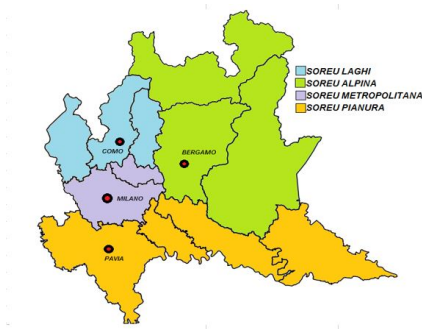 SOREU LAGHI
SOREU ALPINA
SOREU METROPOLITANA
SOREU PIANURA
COMO
BERGAMO
MILANO
PAVIA